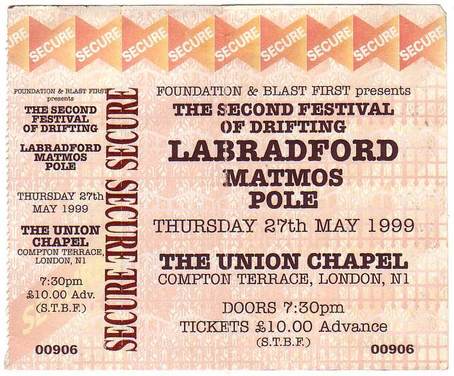 SECURE SECURE SECURE SECURE SECURE SECURE SECURE SECURE
FOUNDATION & BLAST FIRST
presents
THE SECOND FESTIVAL
OF DRIFTING
LABRADFORD
MATMOS
POLE
THURSDAY 27th
MAY 1999
THE UNION
CHAPEL
COMPTON TERRACE,
LONDON, N1
7:30pm
£10.00 Adv.
(S.T.B.F.)
SECURE
00906
SECURE SECURE SECURE
FOUNDATION & BLAST FIRST presents
THE SECOND FESTIVAL
OF DRIFTING
LABRADFORD
MATMOS
POLE
THURSDAY 27th MAY 1999
THE UNION CHAPEL
COMPTON TERRACE, LONDON, N1
DOORS 7:30pm
TICKETS £10.00 Advance
(S.T.B.F.)
00906